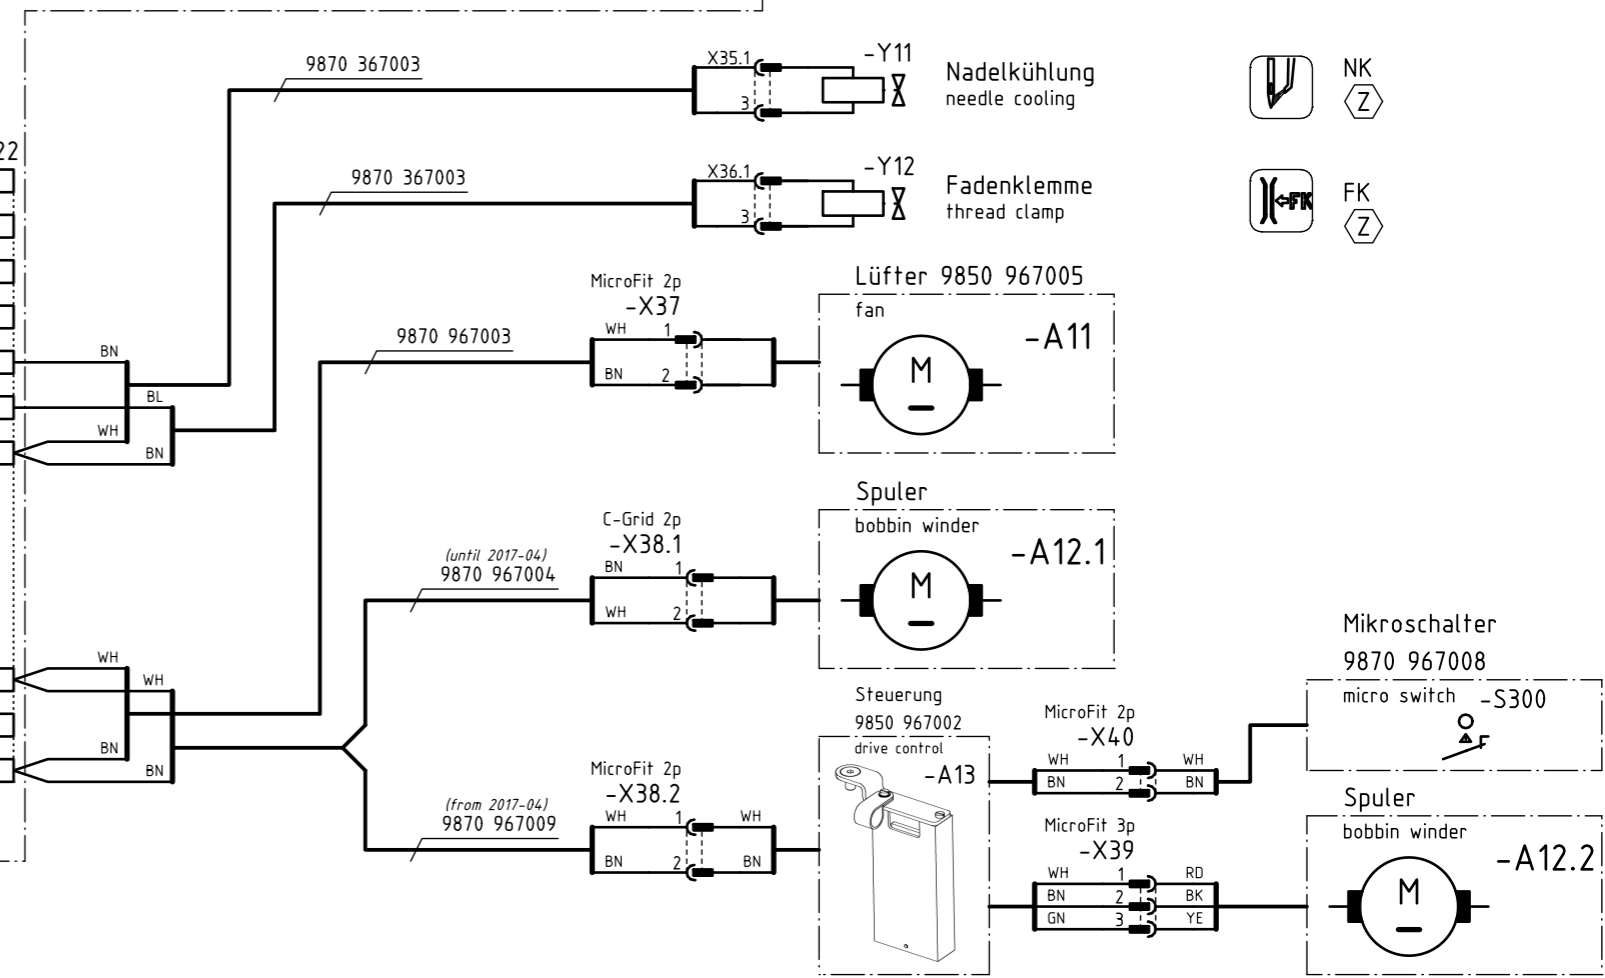 9870 367003
X35.1
3
-Y11
Nadelkühlung
needle cooling
NK
Z
22
9870 367003
X36.1
3
-Y12
Fadenklemme
thread clamp
FK
FK
Z
MicroFit 2p
-X37
9870 967003
WH 1
BN 2
Lüfter 9850 967005
fan
-A11
M
BN
BL
WH
BN
C-Grid 2p
-X38.1
(until 2017-04)
9870 967004
BN 1
WH 2
Spuler
bobbin winder
-A12.1
M
WH
WH
BN
BN
MicroFit 2p
-X38.2
(from 2017-04)
9870 967009
WH 1 WH
BN 2 BN
Steuerung
9850 967002
drive control
-A13
MicroFit 2p
-X40
WH 1 WH
BN 2 BN
Mikroschalter
9870 967008
micro switch -S300
MicroFit 3p
-X39
WH 1 RD
BN 2 BK
GN 3 YE
Spuler
bobbin winder
-A12.2
M